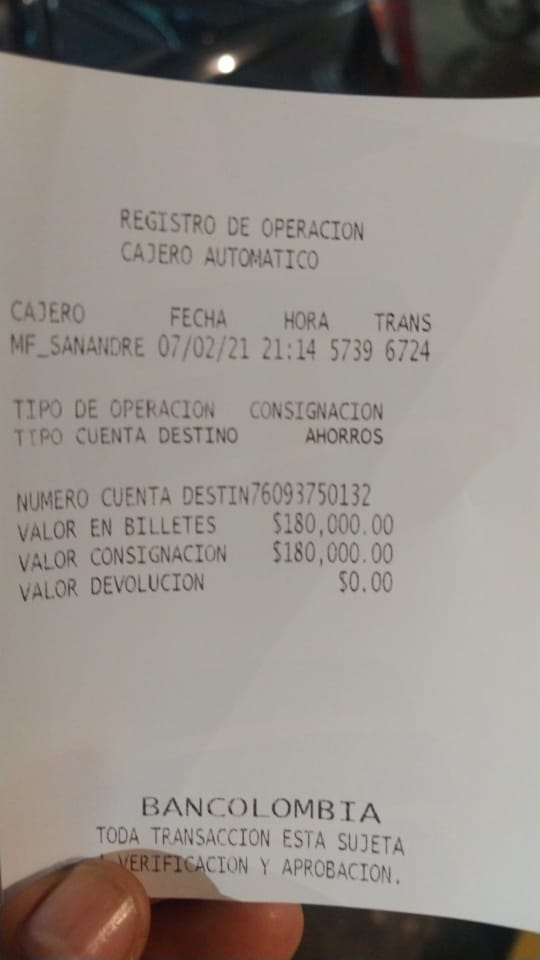 REGISTRO DE OPERACION
CAJERO AUTOMATICO
CAJERO FECHA HORA TRANS
MF_SANANDRE 07/02/21 21:14 5739 6724
TIPO DE OPERACION CONSIGNACION
TIPO CUENTA DESTINO AHORROS
NUMERO CUENTA DESTIN76093750132
VALOR EN BILLETES $180,000.00
VALOR CONSIGNACION $180,000.00
VALOR DEVOLUCION $0.00
BANCOLOMBIA
TODA TRANSACCION ESTA SUJETA
VERIFICACION Y APROBACION.